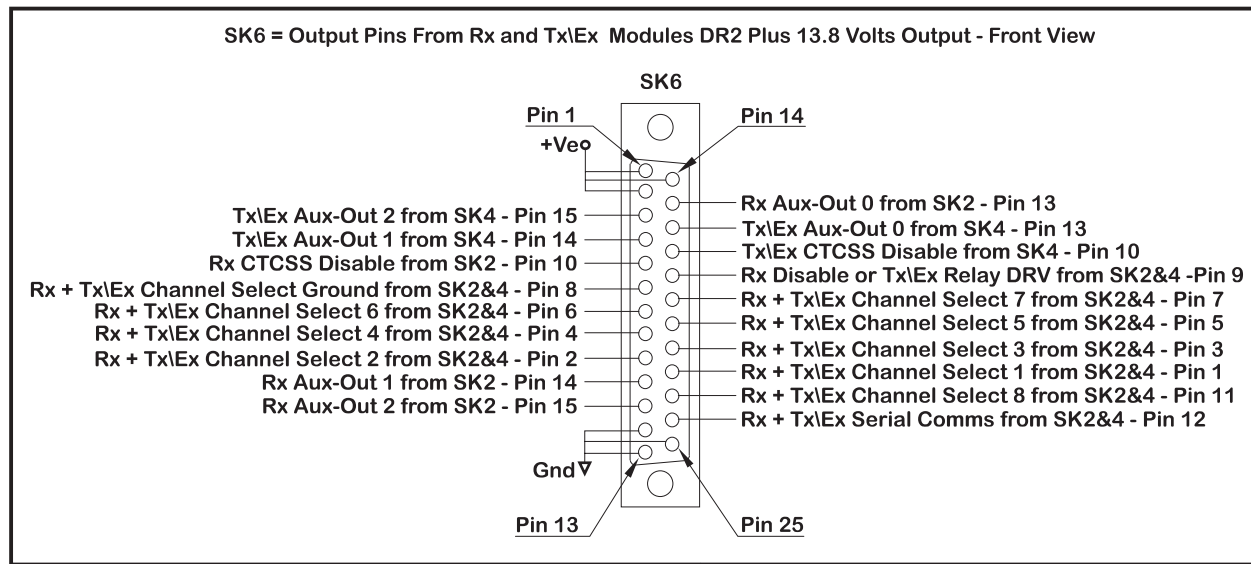 SK6 = Output Pins From Rx and Tx\Ex Modules DR2 Plus 13.8 Volts Output - Front View
SK6
Pin 1
Pin 14
+Ve
Tx\Ex Aux-Out 2 from SK4 - Pin 15
Tx\Ex Aux-Out 1 from SK4 - Pin 14
Rx CTCSS Disable from SK2 - Pin 10
Rx + Tx\Ex Channel Select Ground from SK2&4 - Pin 8
Rx + Tx\Ex Channel Select 6 from SK2&4 - Pin 6
Rx + Tx\Ex Channel Select 4 from SK2&4 - Pin 4
Rx + Tx\Ex Channel Select 2 from SK2&4 - Pin 2
Rx Aux-Out 1 from SK2 - Pin 14
Rx Aux-Out 2 from SK2 - Pin 15
Gnd
Pin 13
Rx Aux-Out 0 from SK2 - Pin 13
Tx\Ex Aux-Out 0 from SK4 - Pin 13
Tx\Ex CTCSS Disable from SK4 - Pin 10
Rx Disable or Tx\Ex Relay DRV from SK2&4 -Pin 9
Rx + Tx\Ex Channel Select 7 from SK2&4 - Pin 7
Rx + Tx\Ex Channel Select 5 from SK2&4 - Pin 5
Rx + Tx\Ex Channel Select 3 from SK2&4 - Pin 3
Rx + Tx\Ex Channel Select 1 from SK2&4 - Pin 1
Rx + Tx\Ex Channel Select 8 from SK2&4 - Pin 11
Rx + Tx\Ex Serial Comms from SK2&4 - Pin 12
Pin 25